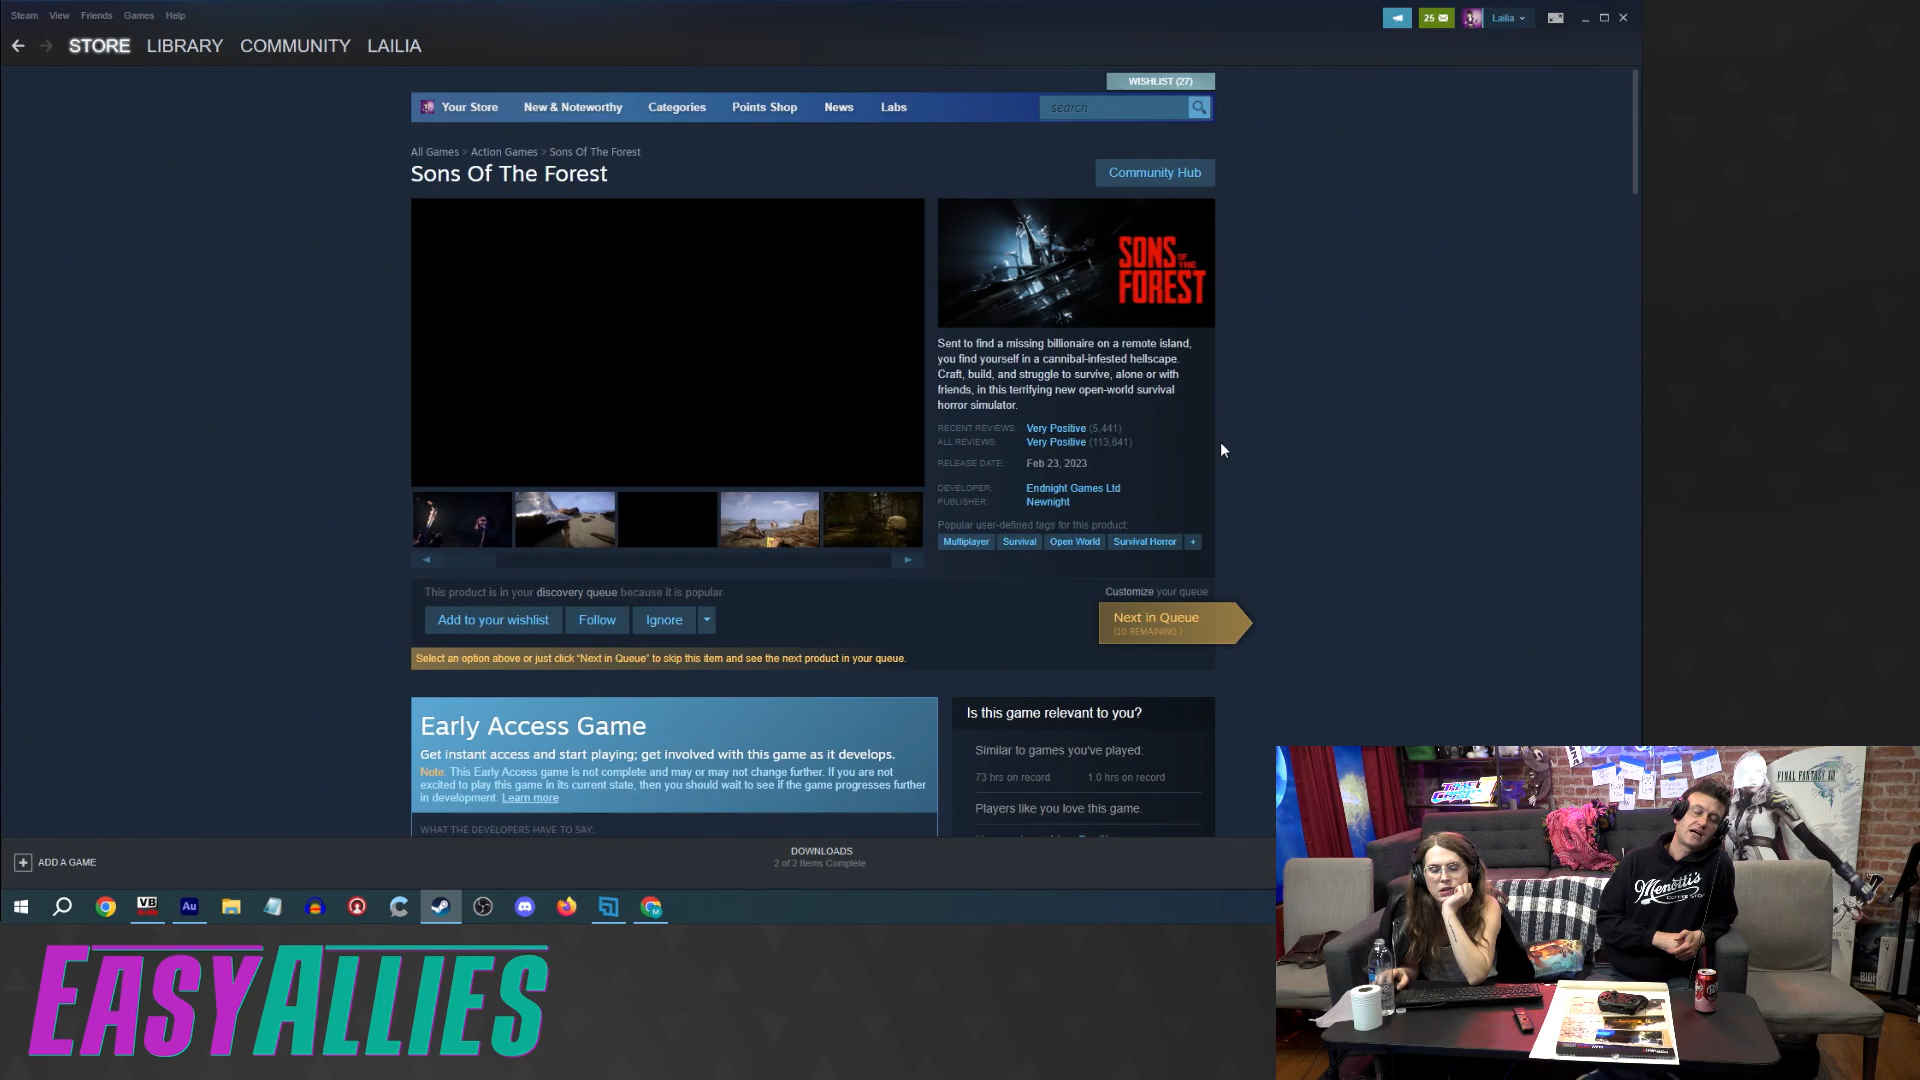 Steam View Friends Games Help
25
Lailia
STORE LIBRARY COMMUNITY LAILIA
WISHLIST (27)
Your Store New & Noteworthy Categories Points Shop News Labs
search
All Games > Action Games > Sons Of The Forest
Sons Of The Forest
Community Hub
SONS OF THE FOREST
Sent to find a missing billionaire on a remote island,
you find yourself in a cannibal-infested hellscape.
Craft, build, and struggle to survive, alone or with
friends, in this terrifying new open-world survival
horror simulator.
RECENT REVIEWS: Very Positive (5,441)
ALL REVIEWS: Very Positive (113,641)
RELEASE DATE: Feb 23, 2023
DEVELOPER: Endnight Games Ltd
PUBLISHER: Newnight
Popular user-defined tags for this product:
Multiplayer Survival Open World Survival Horror +
This product is in your discovery queue because it is popular.
Customize your queue
Add to your wishlist Follow Ignore
Next in Queue
(10 REMAINING )
Select an option above or just click "Next in Queue" to skip this item and see the next product in your queue.
Early Access Game
Get instant access and start playing; get involved with this game as it develops.
Note: This Early Access game is not complete and may or may not change further. If you are not
excited to play this game in its current state, then you should wait to see if the game progresses further
in development. Learn more
WHAT THE DEVELOPERS HAVE TO SAY:
Is this game relevant to you?
Similar to games you've played:
73 hrs on record 1.0 hrs on record
Players like you love this game.
ADD A GAME
DOWNLOADS
2 of 2 Items Complete
VB
Au
EASYALLIES
FINAL FANTASY XIII
Menotti's